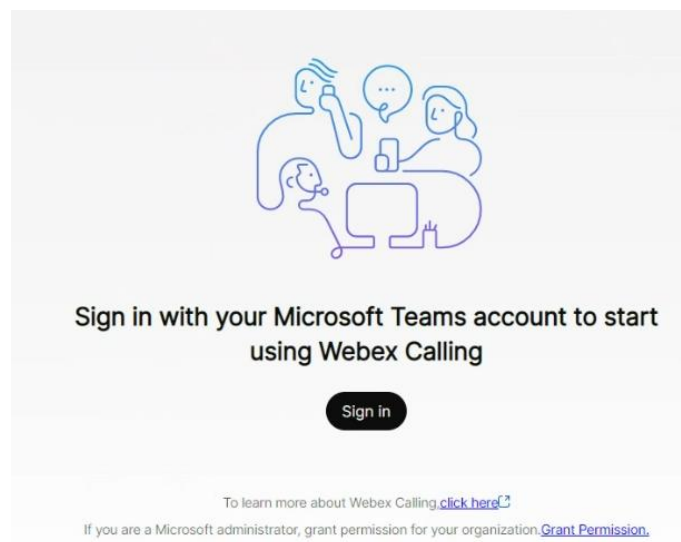 Sign in with your Microsoft Teams account to start
using Webex Calling
Sign in
To learn more about Webex Calling,click here
If you are a Microsoft administrator, grant permission for your organization.Grant Permission.